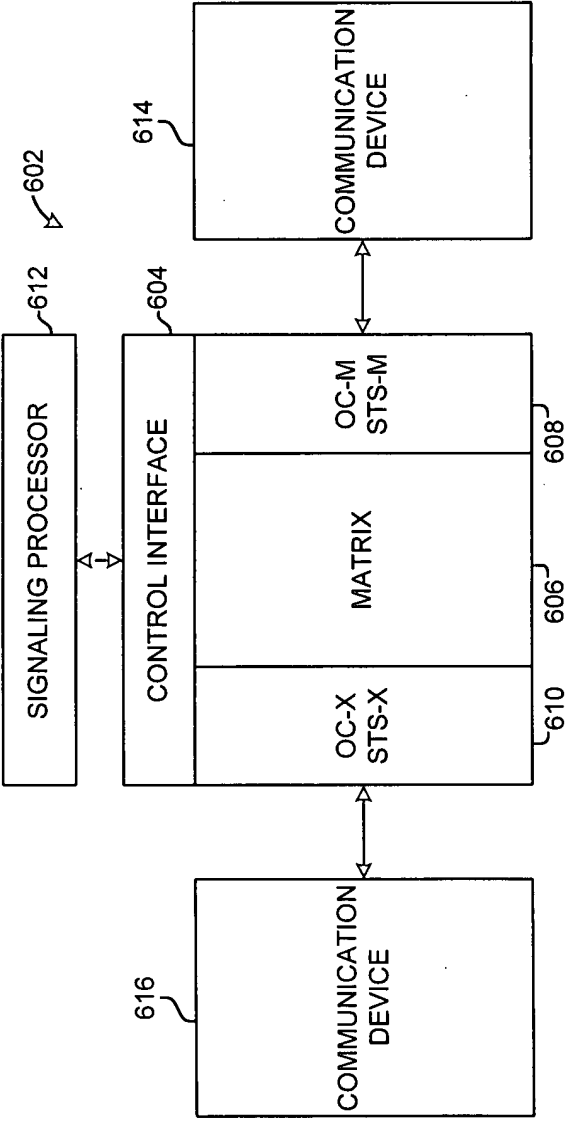 602
SIGNALING PROCESSOR
612
CONTROL INTERFACE
604
616
COMMUNICATION
DEVICE
OC-X
STS-X
610
MATRIX
606
OC-M
STS-M
608
614
COMMUNICATION
DEVICE